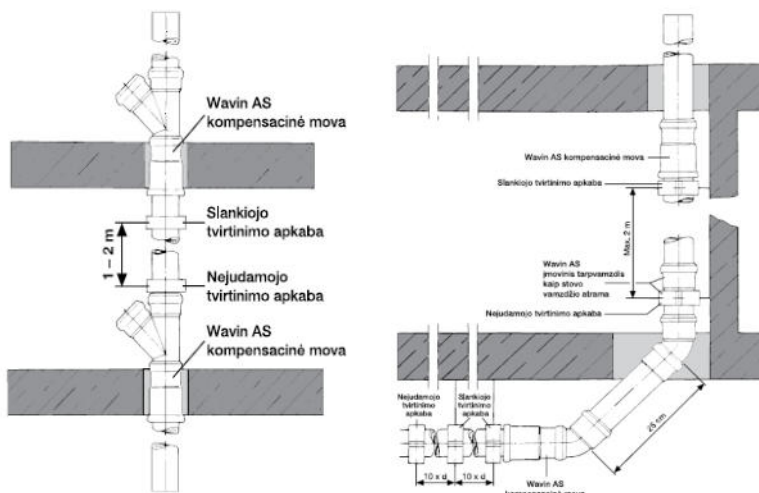 Wavin AS
kompensacinė mova
Slankiojo
tvirtinimo apkaba
1 – 2 m
Nejudamojo
tvirtinimo apkaba
Wavin AS
kompensacinė mova
Wavin AS kompensacinė mova
Slankiojo tvirtinimo apkaba
Max. 2 m
Wavin AS
įmovinis tarpvamzdis
kaip stovo
vamzdžio atrama
Nejudamojo tvirtinimo apkaba
Nejudamojo
tvirtinimo
apkaba
Slankiojo
tvirtinimo
apkaba
25 cm
10 x d
10 x d
Wavin AS